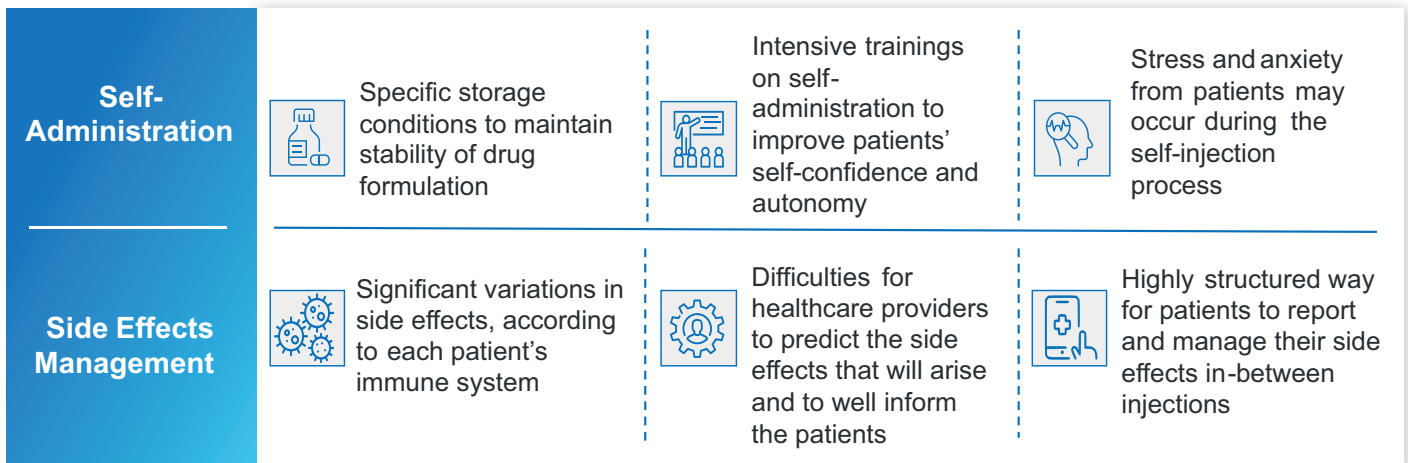 Self-
Administration
Specific storage
conditions to maintain
stability of drug
formulation
Intensive trainings
on self-
administration to
improve patients'
self-confidence and
autonomy
Stress and anxiety
from patients may
occur during the
self-injection
process
Side Effects
Management
Significant variations in
side effects, according
to each patient's
immune system
Difficulties for
healthcare providers
to predict the side
effects that will arise
and to well inform
the patients
Highly structured way
for patients to report
and manage their side
effects in-between
injections